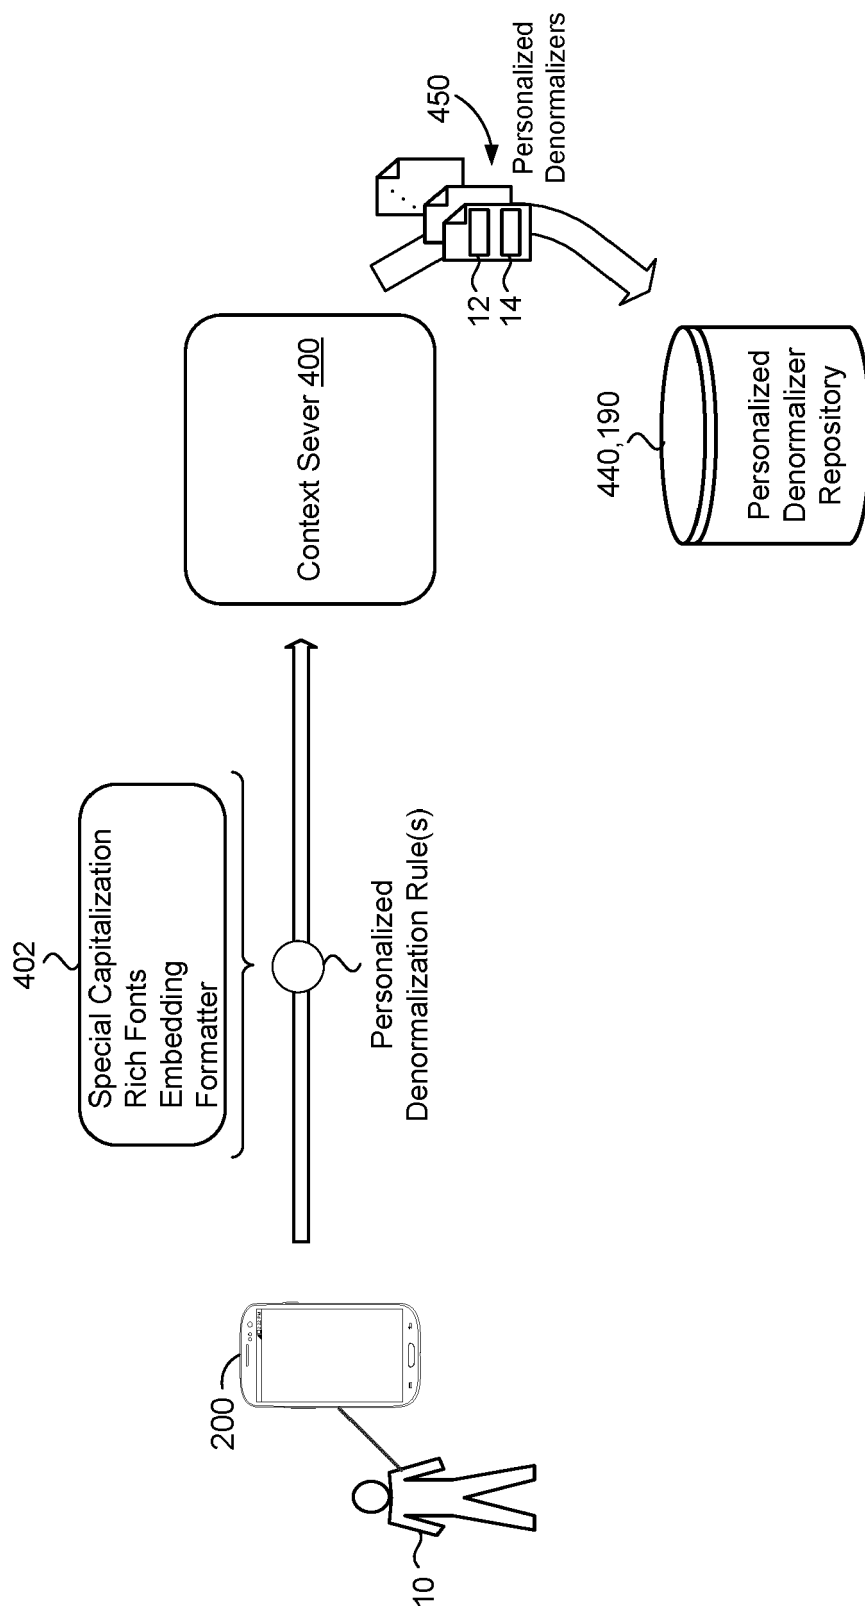 402
Special Capitalization
Rich Fonts
Embedding
Formatter
Personalized
Denormalization Rule(s)
200
10
Context Sever 400
450
Personalized
Denormalizers
12
14
440,190
Personalized
Denormalizer
Repository